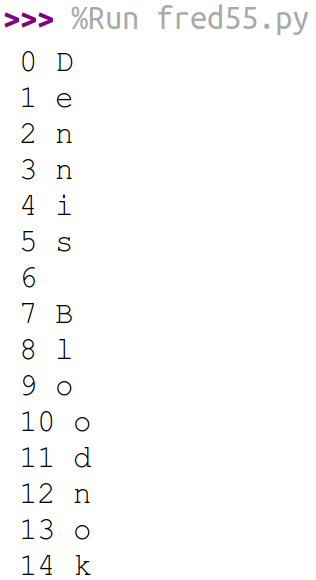 >>> %Run fred55.py
0 D
1 e
2 n
3 n
4 i
5 s
6
7 B
8 l
9 o
10 o
11 d
12 n
13 o
14 k